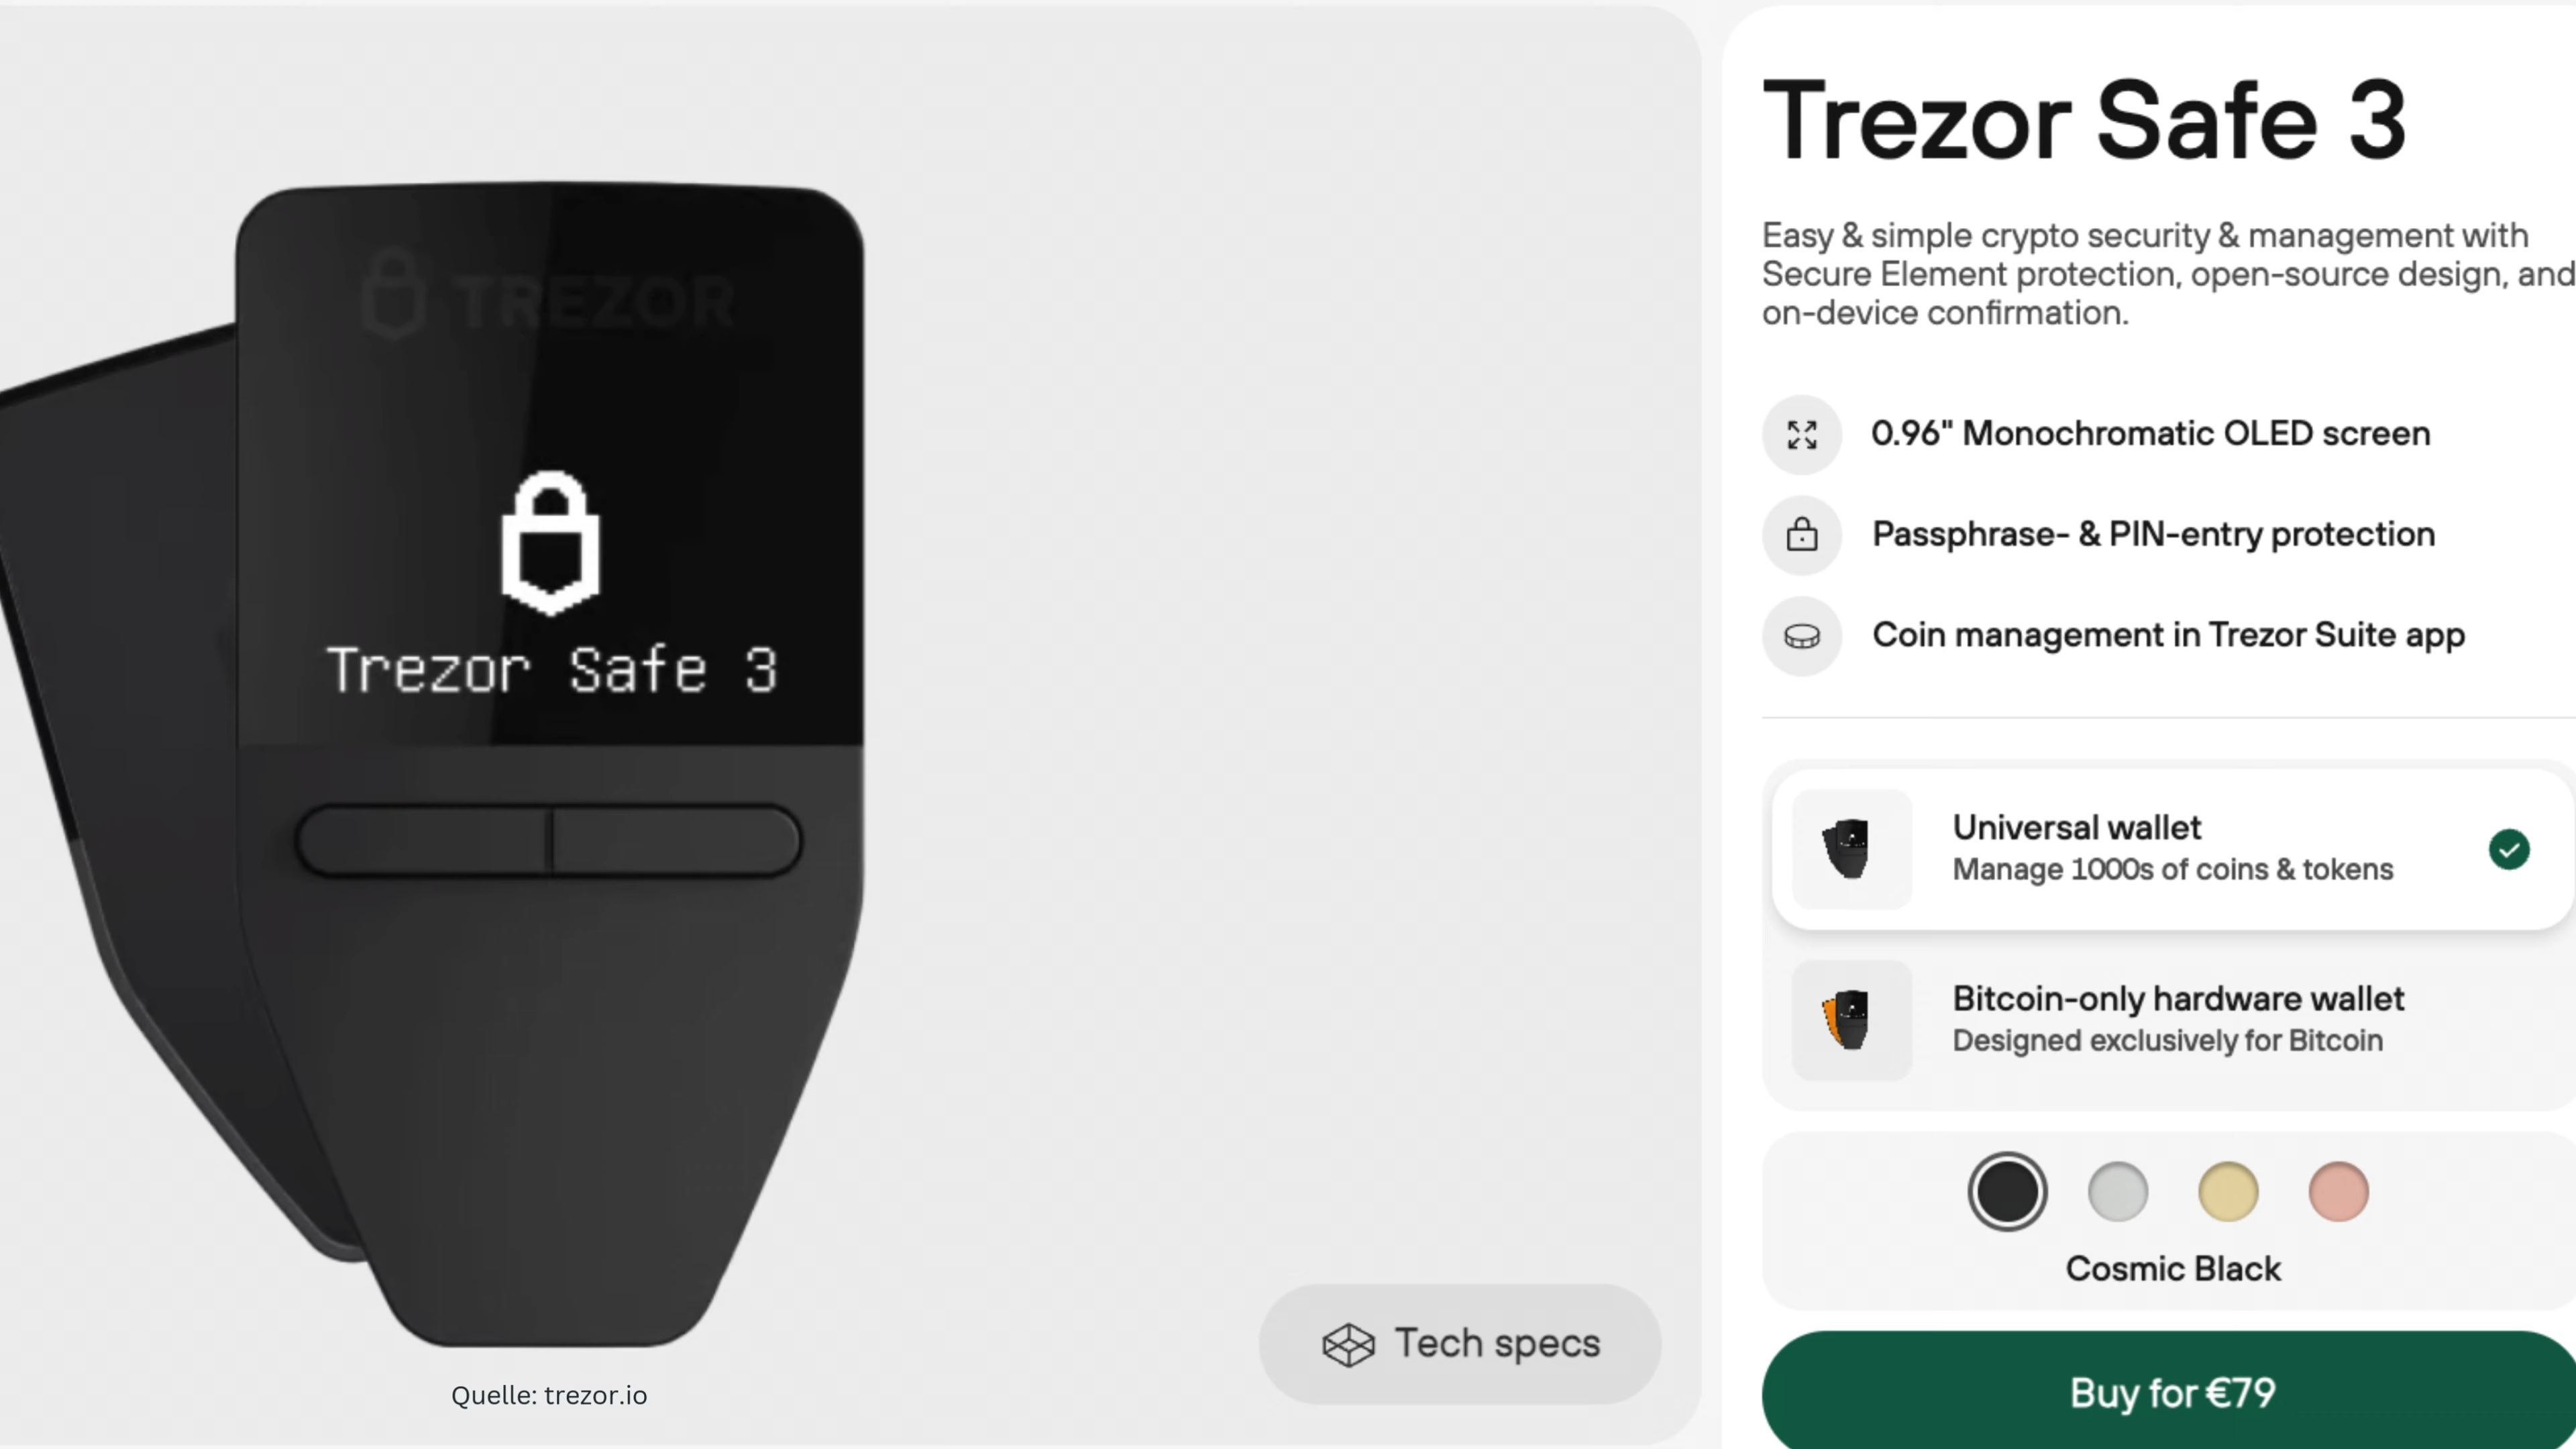 TREZOR
Trezor Safe 3
Quelle: trezor.io
Tech specs
Trezor Safe 3
Easy & simple crypto security & management with
Secure Element protection, open-source design, and
on-device confirmation.
0.96" Monochromatic OLED screen
Passphrase- & PIN-entry protection
Coin management in Trezor Suite app
Universal wallet
Manage 1000s of coins & tokens
Bitcoin-only hardware wallet
Designed exclusively for Bitcoin
Cosmic Black
Buy for €79